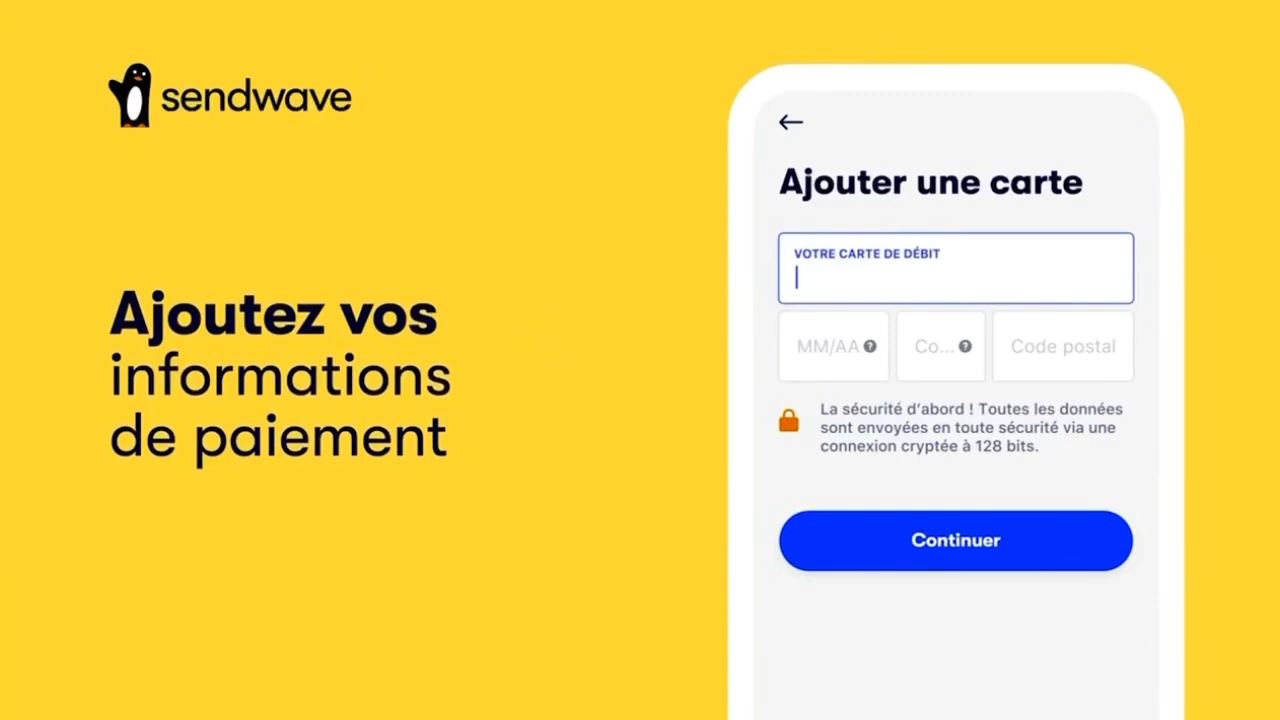 sendwave
Ajoutez vos
informations
de paiement
Ajouter une carte
VOTRE CARTE DE DÉBIT
MM/AA ?
Co... ?
Code postal
La sécurité d'abord ! Toutes les données
sont envoyées en toute sécurité via une
connexion cryptée à 128 bits.
Continuer